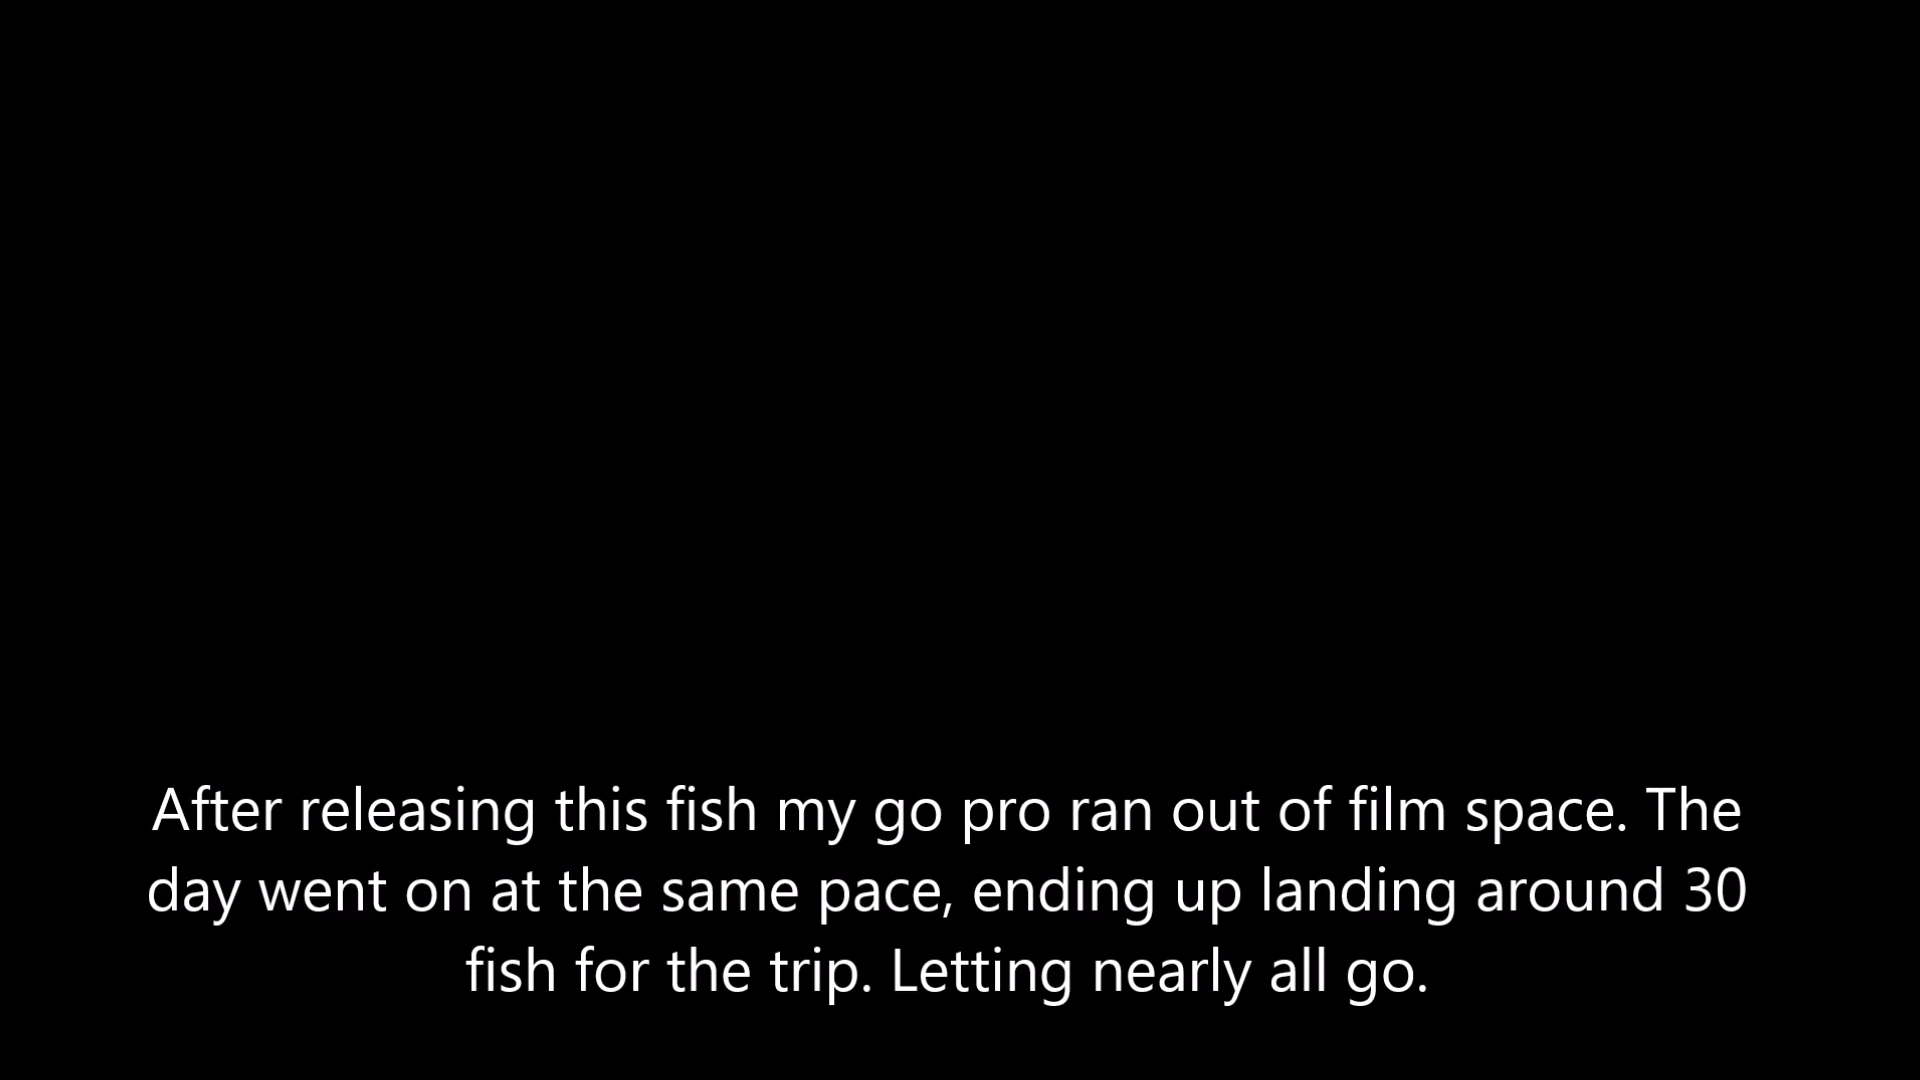 After releasing this fish my go pro ran out of film space. The
day went on at the same pace, ending up landing around 30
fish for the trip. Letting nearly all go.